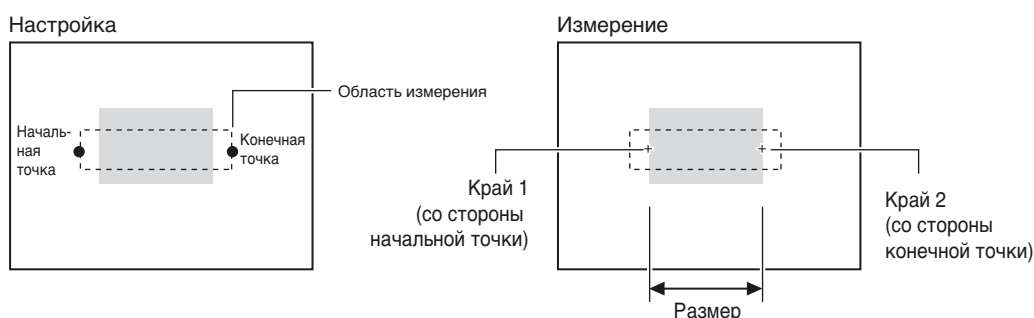 Настройка
Началь-
ная
точка
Конечная
точка
Область измерения
Измерение
Край 1
(со стороны
начальной точки)
Край 2
(со стороны
конечной точки)
Размер